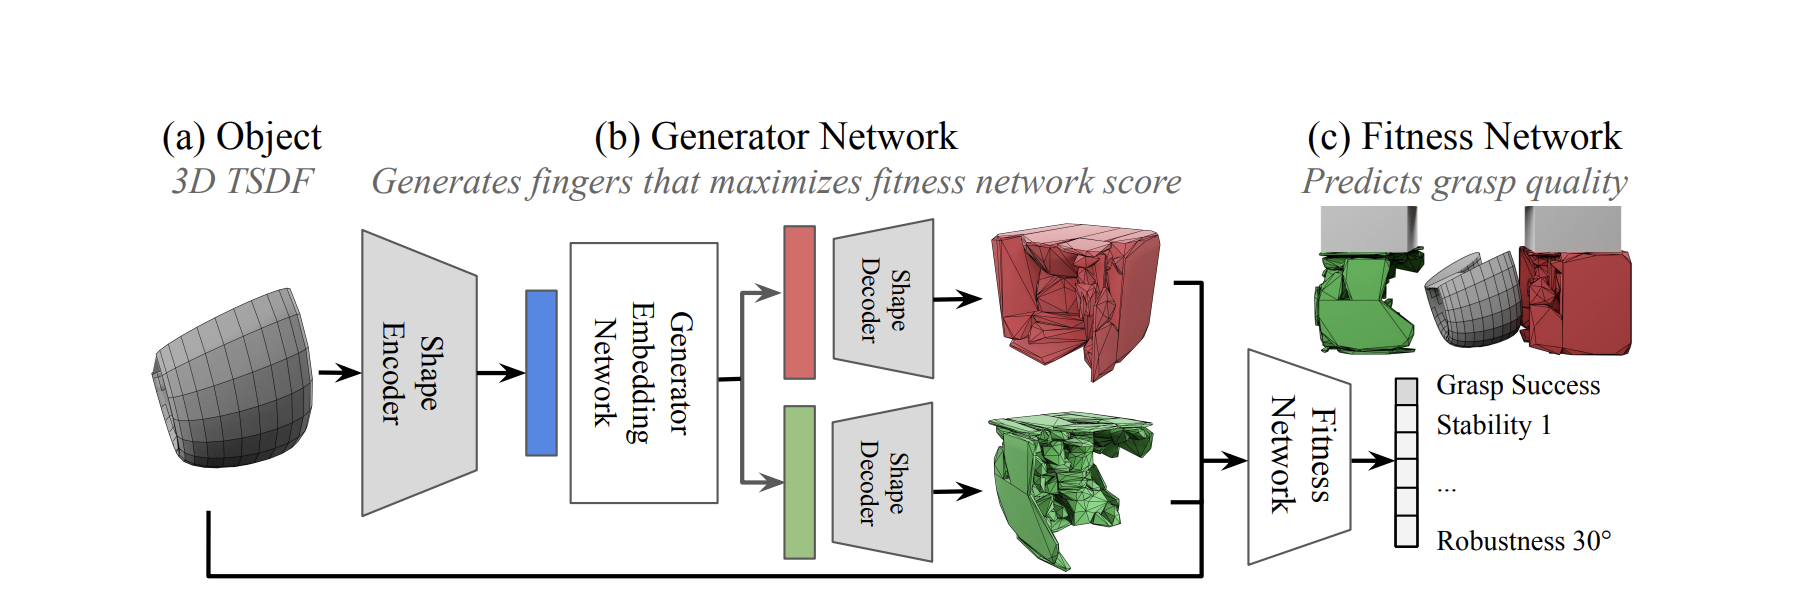 (a) Object
3D TSDF
(b) Generator Network
Generates fingers that maximizes fitness network score
(c) Fitness Network
Predicts grasp quality
Shape
Encoder
Generator
Embedding
Network
Shape
Decoder
Shape
Decoder
Fitness
Network
Grasp Success
Stability 1
...
Robustness 30°